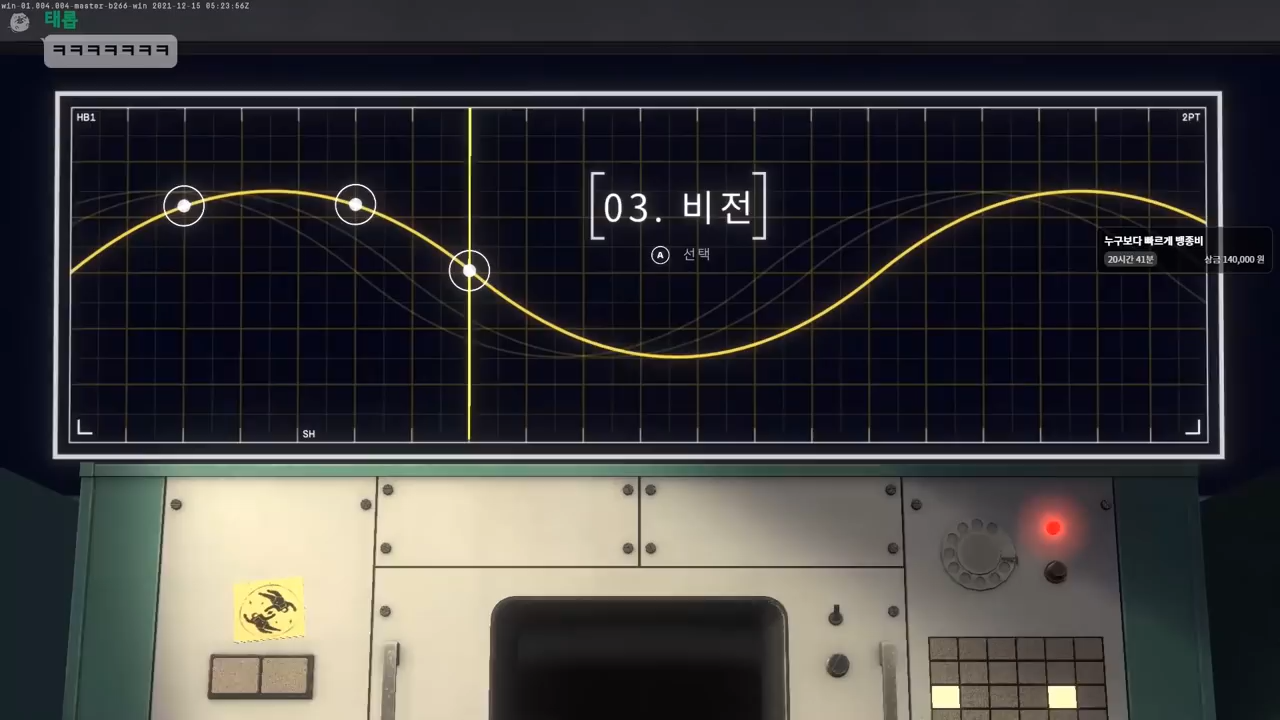 win-01.004.004-master-b266-win 2021-12-15 05:23:56Z
태룝
ㅋㅋㅋㅋㅋㅋㅋ
HB1
2PT
[03. 비전]
A 선택
누구보다 빠르게 뱅종비
20시간 41분 상금 140,000 원
SH